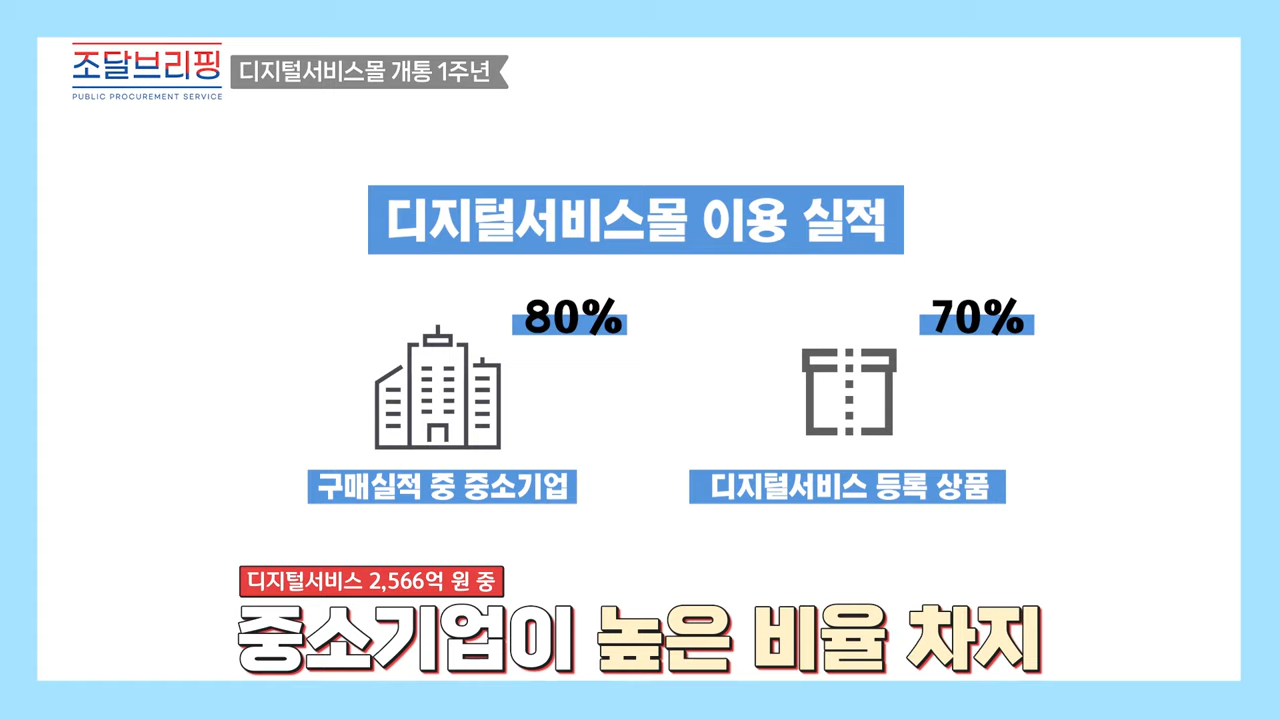 조달브리핑
PUBLIC PROCUREMENT SERVICE
디지털서비스몰 개통 1주년
디지털서비스몰 이용 실적
80%
70%
구매실적 중 중소기업
디지털서비스 등록 상품
디지털서비스 2,566억 원 중
중소기업이 높은 비율 차지